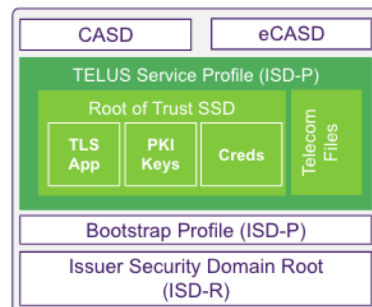 CASD
eCASD
TELUS Service Profile (ISD-P)
Root of Trust SSD
TLS
App
PKI
Keys
Creds
Telecom
Files
Bootstrap Profile (ISD-P)
Issuer Security Domain Root
(ISD-R)